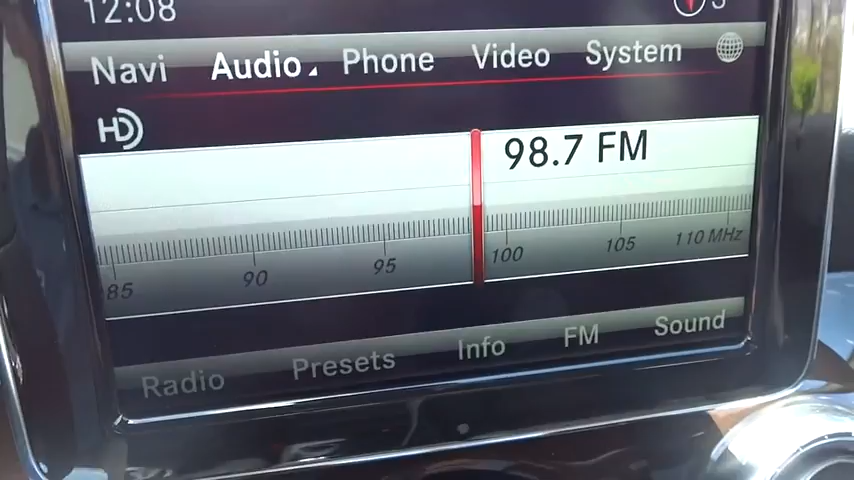 12:08
S
Navi Audio Phone Video System
HD
98.7 FM
85 90 95 100 105 110 MHz
Radio Presets Info FM Sound